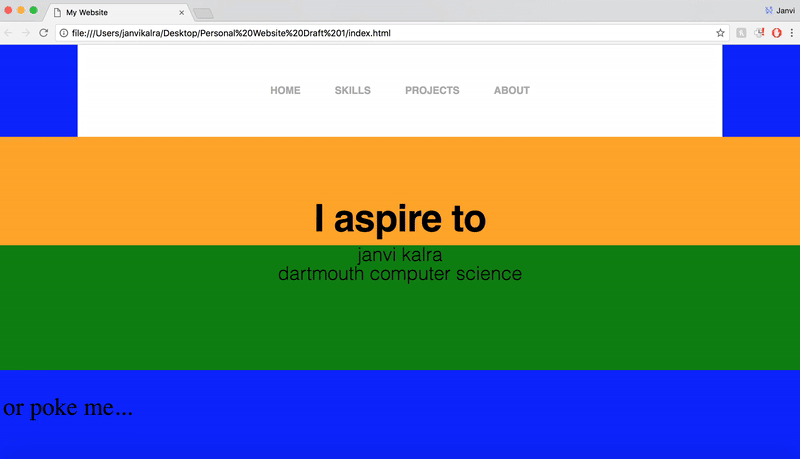 My Website
Janvi
file:///Users/janvikalra/Desktop/Personal%20Website%20Draft%201/index.html
HOME SKILLS PROJECTS ABOUT
I aspire to
janvi kalra
dartmouth computer science
or poke me...